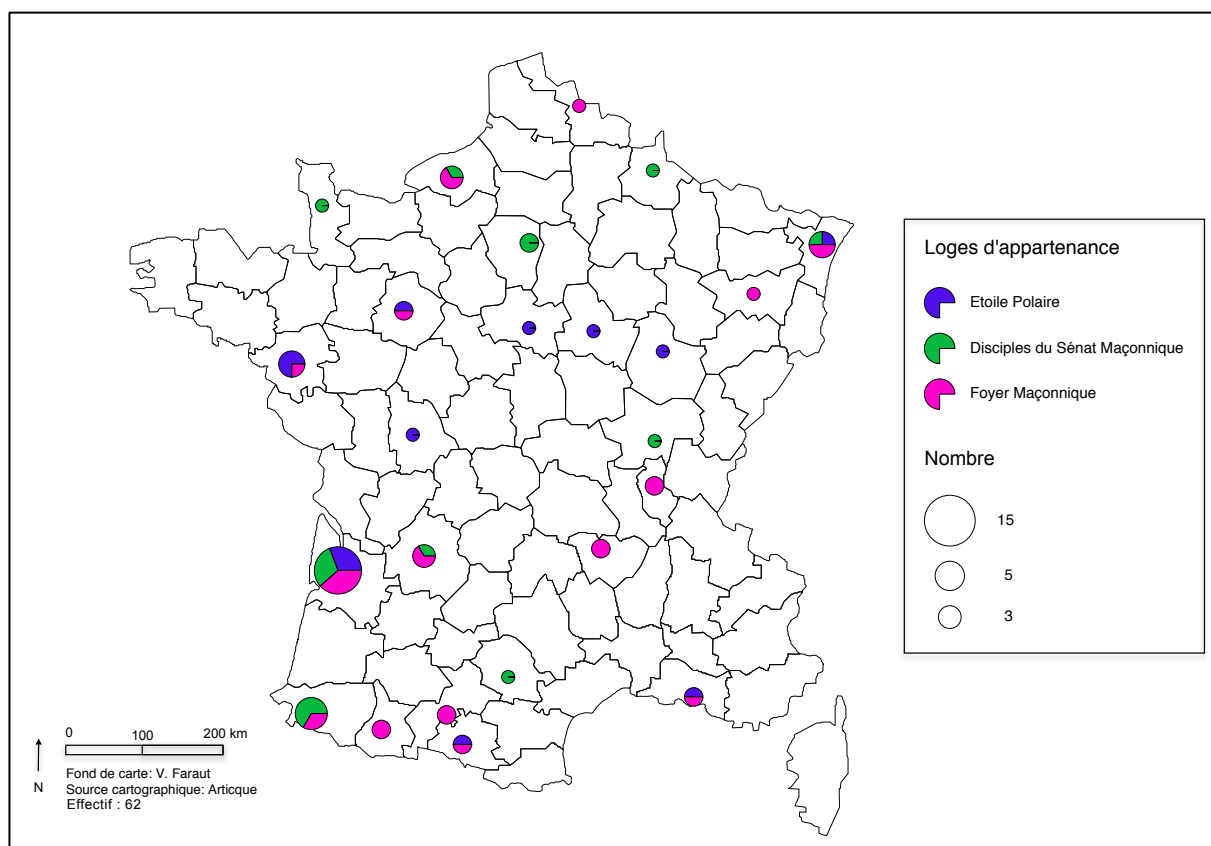 Loges d'appartenance
Etoile Polaire
Disciples du Sénat Maçonnique
Foyer Maçonnique
Nombre
15
5
3
0 100 200 km
N
Fond de carte: V. Faraut
Source cartographique: Articque
Effectif : 62